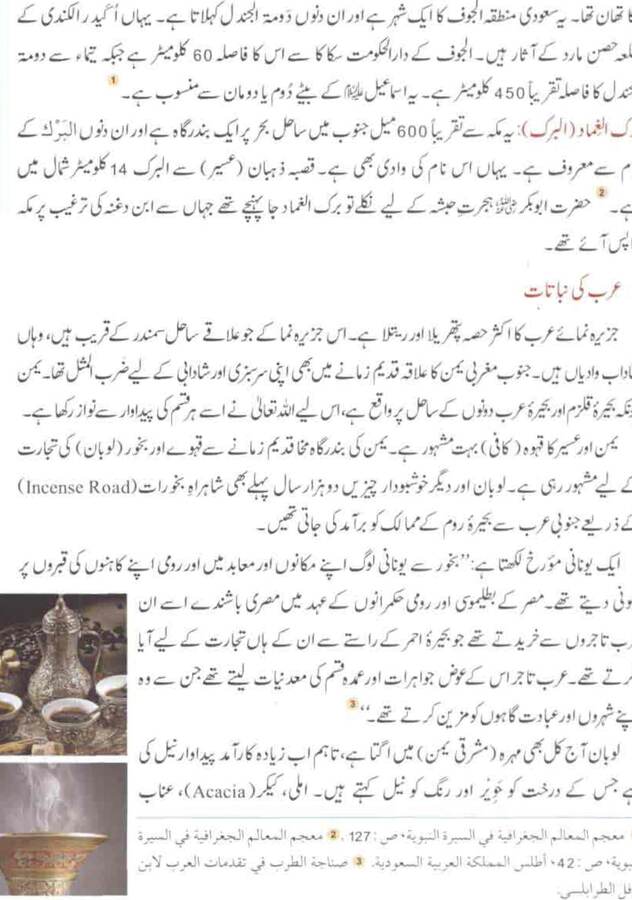 تھان تھا۔ یہ سعودی منطقہ الجوف کا ایک شہر ہے اور ان دنوں دَومۃ الجندل کہلاتا ہے۔ یہاں اُکیدر الکندی کے
حصن مارد کے آثار ہیں۔ الجوف کے دارالحکومت سکاکا سے اس کا فاصلہ 60 کلومیٹر ہے جبکہ تیماء سے دومۃ
کا فاصلہ تقریباً 450 کلومیٹر ہے۔ یہ اسماعیل علیہ السلام کے بیٹے دُوم یا دومان سے منسوب ہے۔ 1
الغماد (البرک): یہ مکہ سے تقریباً 600 میل جنوب میں ساحل بحر پر ایک بندرگاہ ہے اور ان دنوں البَرْک کے
سے معروف ہے۔ یہاں اس نام کی وادی بھی ہے۔ قصبہ ذہبان (عسیر) سے البرک 14 کلومیٹر شمال میں
ہے۔ 2 حضرت ابوبکر رضی اللہ عنہ ہجرتِ حبشہ کے لیے نکلے تو برک الغماد جا پہنچے تھے جہاں سے ابن دغنہ کی ترغیب پر مکہ
آئے تھے۔
عرب کی نباتات
جزیرہ نمائے عرب کا اکثر حصہ پتھریلا اور ریتلا ہے۔ اس جزیرہ نما کے جو علاقے ساحل سمندر کے قریب ہیں، وہاں
وادیاں ہیں۔ جنوب مغربی یمن کا علاقہ قدیم زمانے میں بھی اپنی سرسبزی اور شادابی کے لیے ضرب المثل تھا۔ یمن
بحیرۂ قلزم اور بحیرۂ عرب دونوں کے ساحل پر واقع ہے، اس لیے اللہ تعالیٰ نے اسے ہر قسم کی پیداوار سے نواز رکھا ہے۔
یمن اور عسیر کا قہوہ (کافی) بہت مشہور ہے۔ یمن کی بندرگاہ مخا قدیم زمانے سے قہوے اور بخور (لوبان) کی تجارت
کے لیے مشہور رہی ہے۔ لوبان اور دیگر خوشبودار چیزیں دو ہزار سال پہلے بھی شاہراہِ بخورات (Incense Road)
کے ذریعے جنوبی عرب سے بحیرۂ روم کے ممالک کو برآمد کی جاتی تھیں۔
ایک یونانی مؤرخ لکھتا ہے: ’’بخور سے یونانی لوگ اپنے مکانوں اور معابد میں اور رومی اپنے کاہنوں کی قبروں پر
دیتے تھے۔ مصر کے بطلیموسی اور رومی حکمرانوں کے عہد میں مصری باشندے اسے ان
تاجروں سے خریدتے تھے جو بحیرۂ احمر کے راستے سے ان کے ہاں تجارت کے لیے آیا
کرتے تھے۔ عرب تاجر اس کے عوض جواہرات اور عمدہ قسم کی معدنیات لیتے تھے جن سے وہ
اپنے شہروں اور عبادت گاہوں کو مزین کرتے تھے۔‘‘ 3
لوبان آج کل بھی مہرہ (مشرقی یمن) میں اگتا ہے، تاہم اب زیادہ کارآمد پیداوار نیل کی
ہے جس کے درخت کو حَوِیْر اور رنگ کو نیل کہتے ہیں۔ املی، کیکر (Acacia)، عناب
معجم المعالم الجغرافية في السيرة النبوية، ص: 127. 2 معجم المعالم الجغرافية في السيرة
ص: 42، أطلس المملكة العربية السعودية. 3 صناجة الطرب في تقدمات العرب لابن
الطرابلسي.